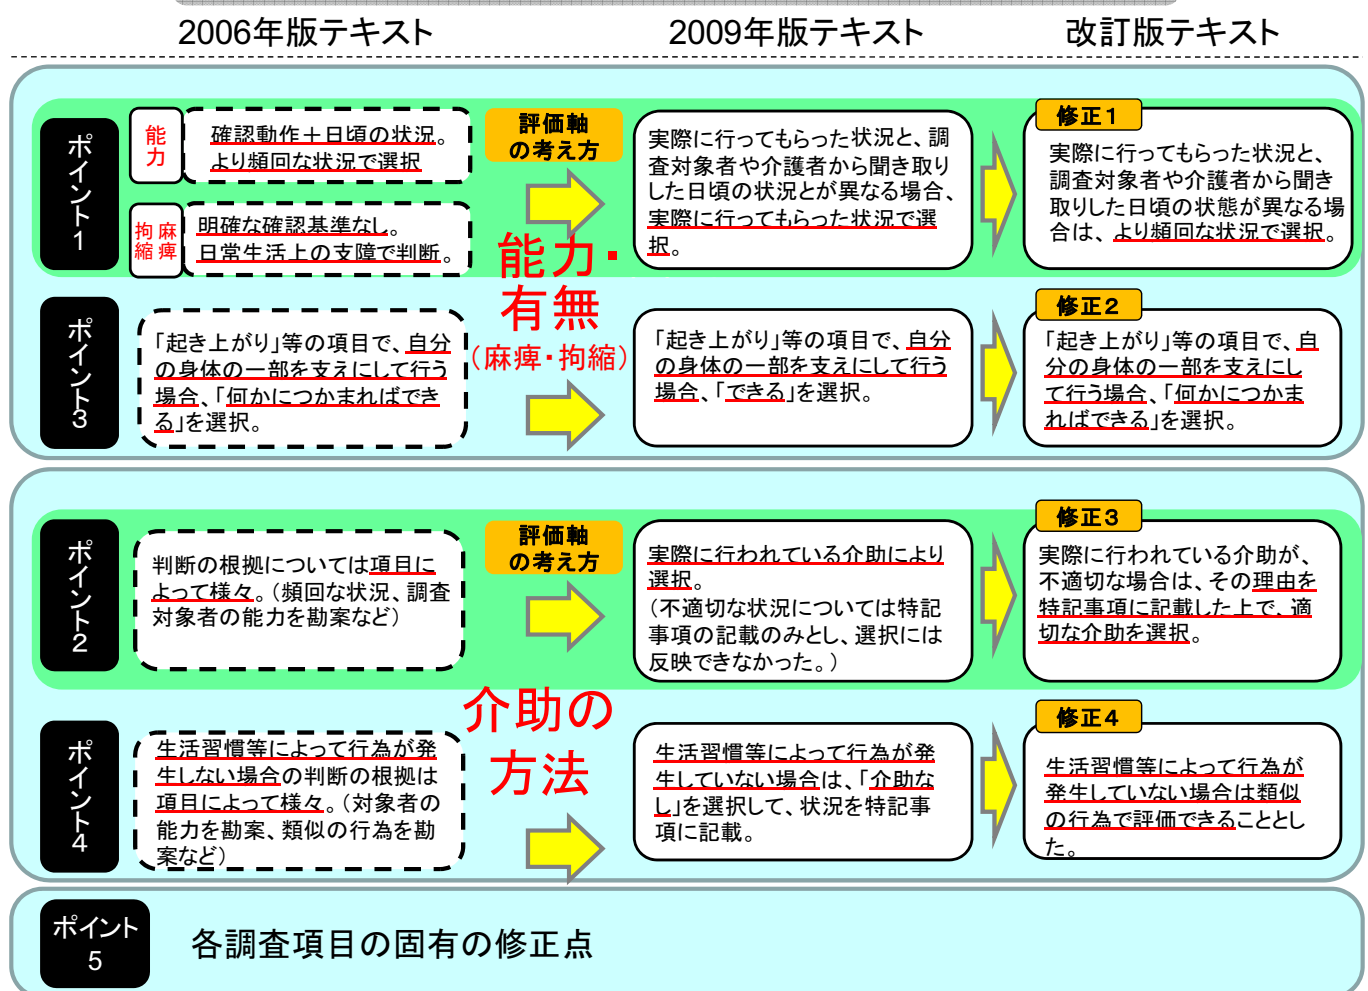 2006年版テキスト
2009年版テキスト
改訂版テキスト
ポイント1
能力
確認動作＋日頃の状況。
より頻回な状況で選択
麻痺
拘縮
明確な確認基準なし。
日常生活上の支障で判断。
評価軸
の考え方
実際に行ってもらった状況と、調
査対象者や介護者から聞き取り
した日頃の状況とが異なる場合、
実際に行ってもらった状況で選
択。
修正１
実際に行ってもらった状況と、
調査対象者や介護者から聞き
取りした日頃の状態が異なる場
合は、より頻回な状況で選択。
能力・
有無
（麻痺・拘縮）
ポイント3
「起き上がり」等の項目で、自分
の身体の一部を支えにして行う
場合、「何かにつかまればでき
る」を選択。
「起き上がり」等の項目で、自分
の身体の一部を支えにして行う
場合、「できる」を選択。
修正２
「起き上がり」等の項目で、自
分の身体の一部を支えにし
て行う場合、「何かにつかま
ればできる」を選択。
ポイント2
判断の根拠については項目に
よって様々。（頻回な状況、調査
対象者の能力を勘案など）
評価軸
の考え方
実際に行われている介助により
選択。
（不適切な状況については特記
事項の記載のみとし、選択には
反映できなかった。）
修正３
実際に行われている介助が、
不適切な場合は、その理由を
特記事項に記載した上で、適
切な介助を選択。
介助の
方法
ポイント4
生活習慣等によって行為が発
生しない場合の判断の根拠は
項目によって様々。（対象者の
能力を勘案、類似の行為を勘
案など）
生活習慣等によって行為が発
生していない場合は、「介助な
し」を選択して、状況を特記事
項に記載。
修正４
生活習慣等によって行為が
発生していない場合は類似
の行為で評価できることとし
た。
ポイント
5
各調査項目の固有の修正点